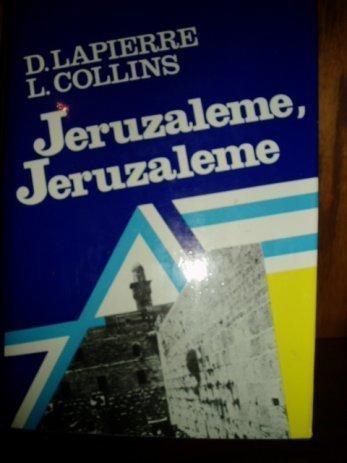 D. LAPIERRE
L. COLLINS
Jeruzaleme,
Jeruzaleme